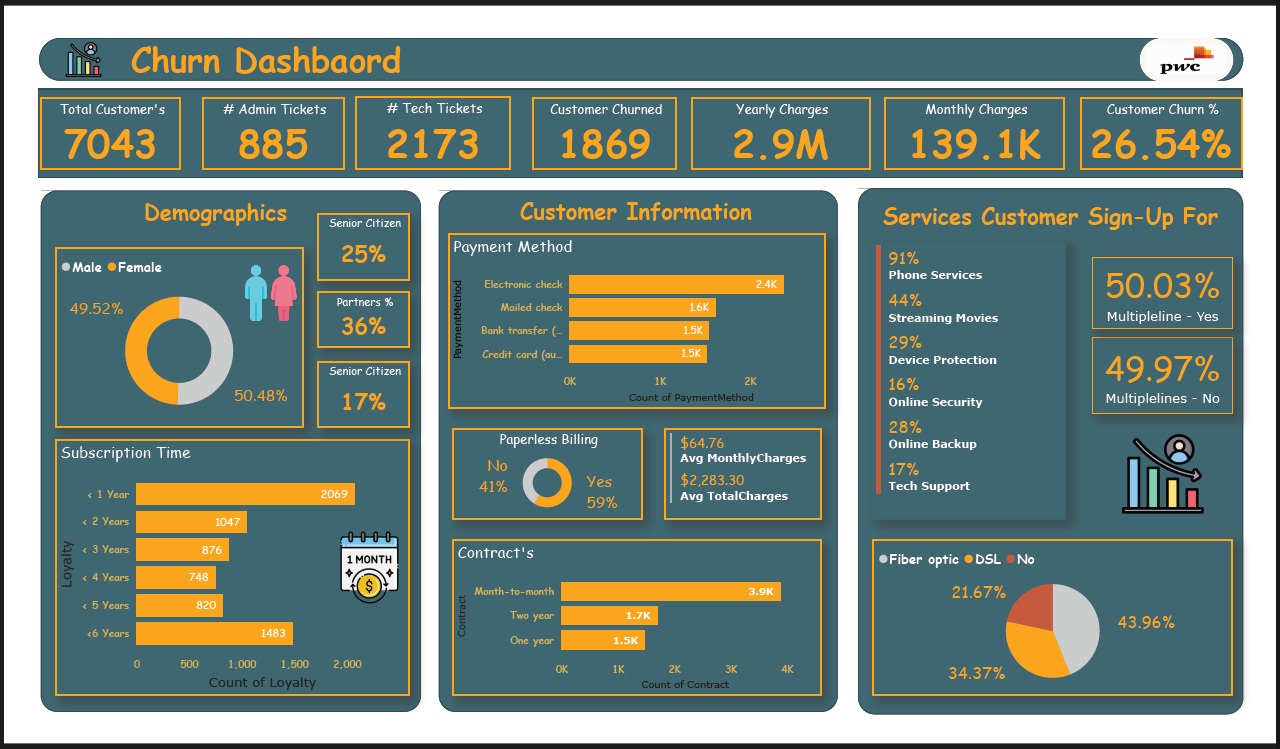 Churn Dashbaord
pwc
Total Customer's
7043
# Admin Tickets
885
# Tech Tickets
2173
Customer Churned
1869
Yearly Charges
2.9M
Monthly Charges
139.1K
Customer Churn %
26.54%
Demographics
Male Female
49.52%
50.48%
Senior Citizen
25%
Partners %
36%
Senior Citizen
17%
Subscription Time
Loyalty
< 1 Year 2069
< 2 Years 1047
< 3 Years 876
< 4 Years 748
< 5 Years 820
<6 Years 1483
0 500 1,000 1,500 2,000
Count of Loyalty
1 MONTH
$
Customer Information
Payment Method
PaymentMethod
Electronic check 2.4K
Mailed check 1.6K
Bank transfer (... 1.5K
Credit card (au... 1.5K
0K 1K 2K
Count of PaymentMethod
Paperless Billing
No
41%
Yes
59%
$64.76
Avg MonthlyCharges
$2,283.30
Avg TotalCharges
Contract's
Contract
Month-to-month 3.9K
Two year 1.7K
One year 1.5K
0K 1K 2K 3K 4K
Count of Contract
Services Customer Sign-Up For
91%
Phone Services
44%
Streaming Movies
29%
Device Protection
16%
Online Security
28%
Online Backup
17%
Tech Support
50.03%
Multipleline - Yes
49.97%
Multiplelines - No
Fiber optic DSL No
21.67%
43.96%
34.37%